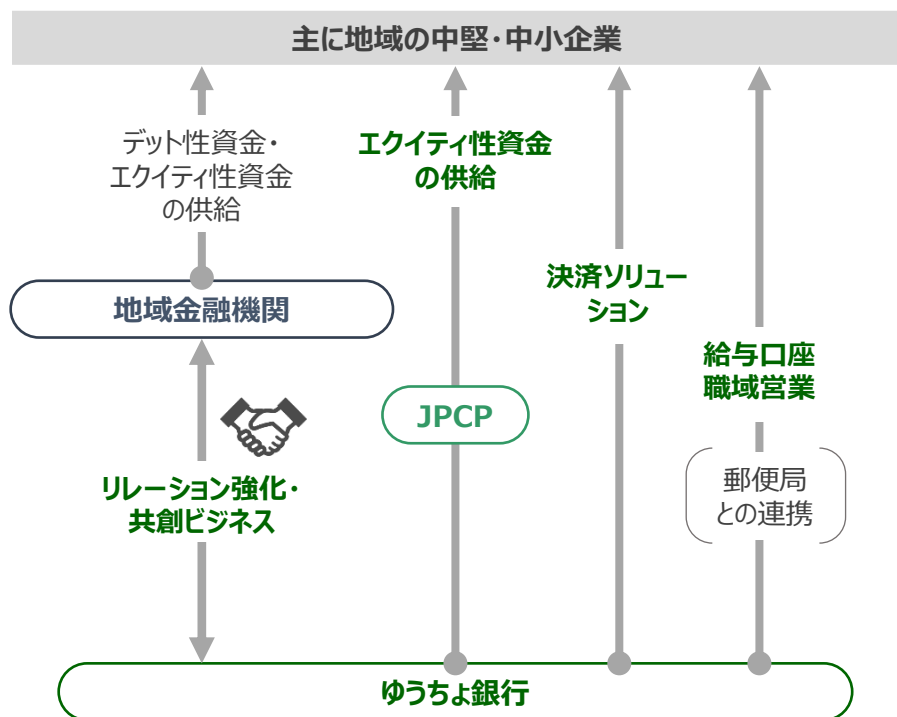 主に地域の中堅・中小企業
デット性資金・
エクイティ性資金
の供給
エクイティ性資金
の供給
決済ソリュー
ション
地域金融機関
給与口座
職域営業
JPCP
リレーション強化・
共創ビジネス
郵便局
との連携
ゆうちょ銀行